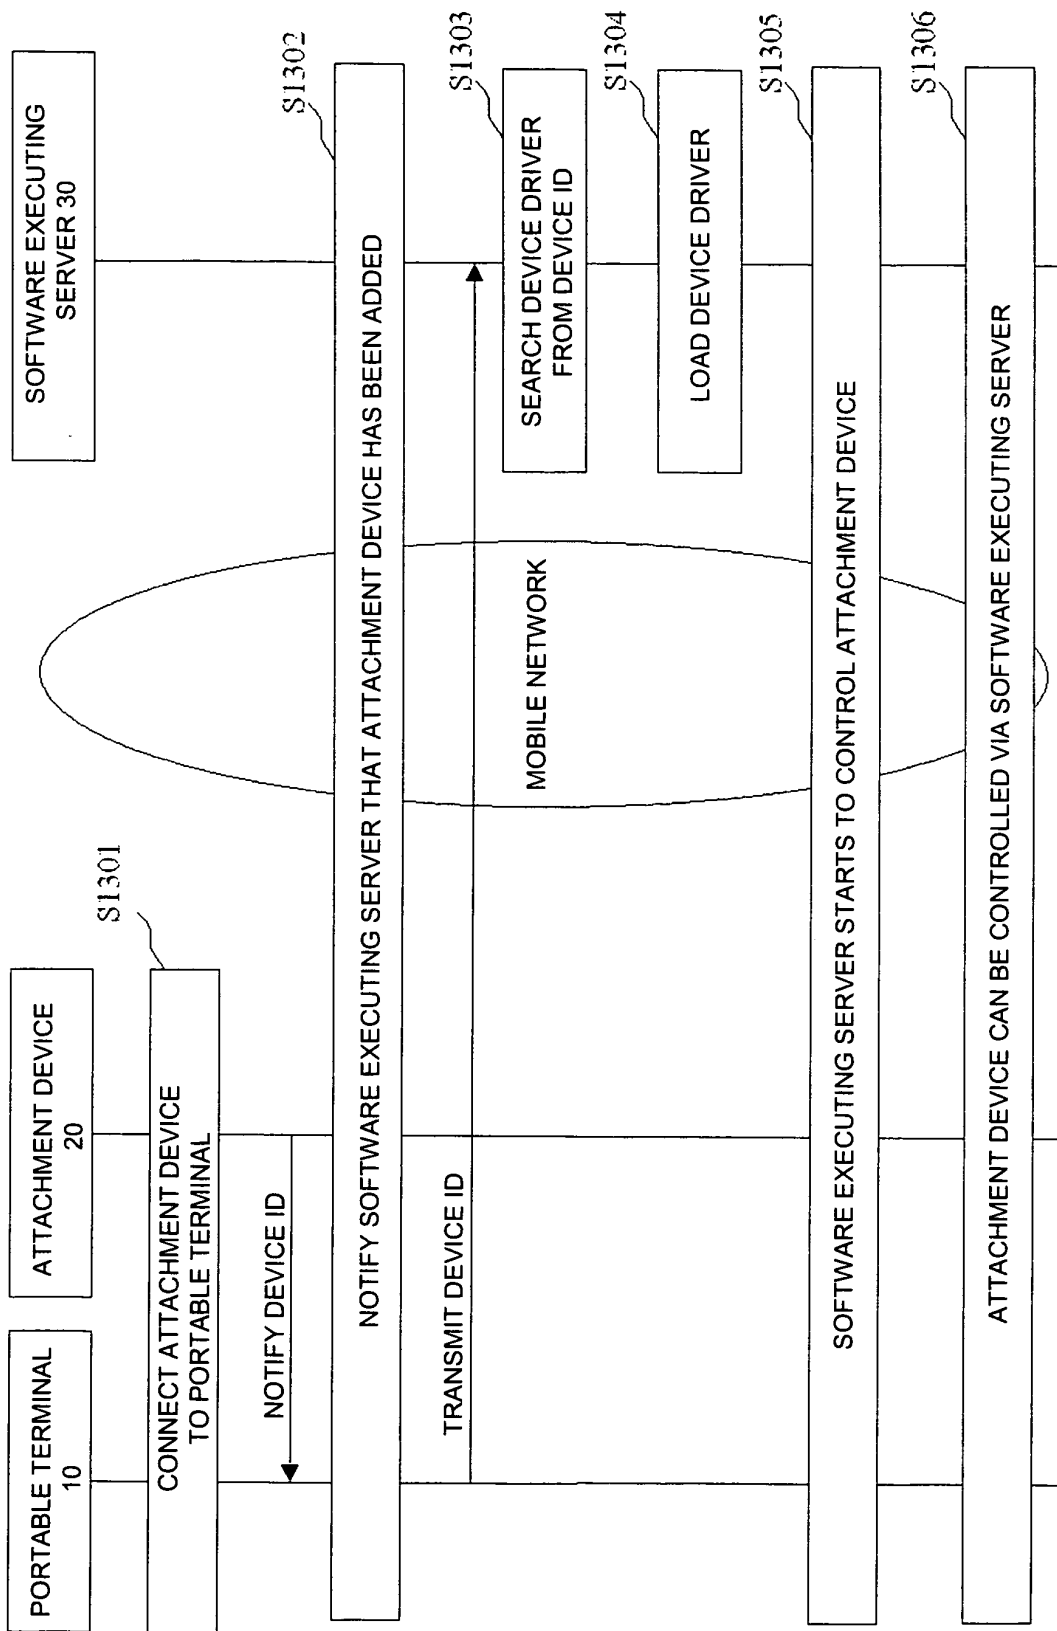 PORTABLE TERMINAL
10
ATTACHMENT DEVICE
20
SOFTWARE EXECUTING
SERVER 30
S1301
CONNECT ATTACHMENT DEVICE
TO PORTABLE TERMINAL
NOTIFY DEVICE ID
S1302
NOTIFY SOFTWARE EXECUTING SERVER THAT ATTACHMENT DEVICE HAS BEEN ADDED
TRANSMIT DEVICE ID
MOBILE NETWORK
S1303
SEARCH DEVICE DRIVER
FROM DEVICE ID
S1304
LOAD DEVICE DRIVER
S1305
SOFTWARE EXECUTING SERVER STARTS TO CONTROL ATTACHMENT DEVICE
S1306
ATTACHMENT DEVICE CAN BE CONTROLLED VIA SOFTWARE EXECUTING SERVER